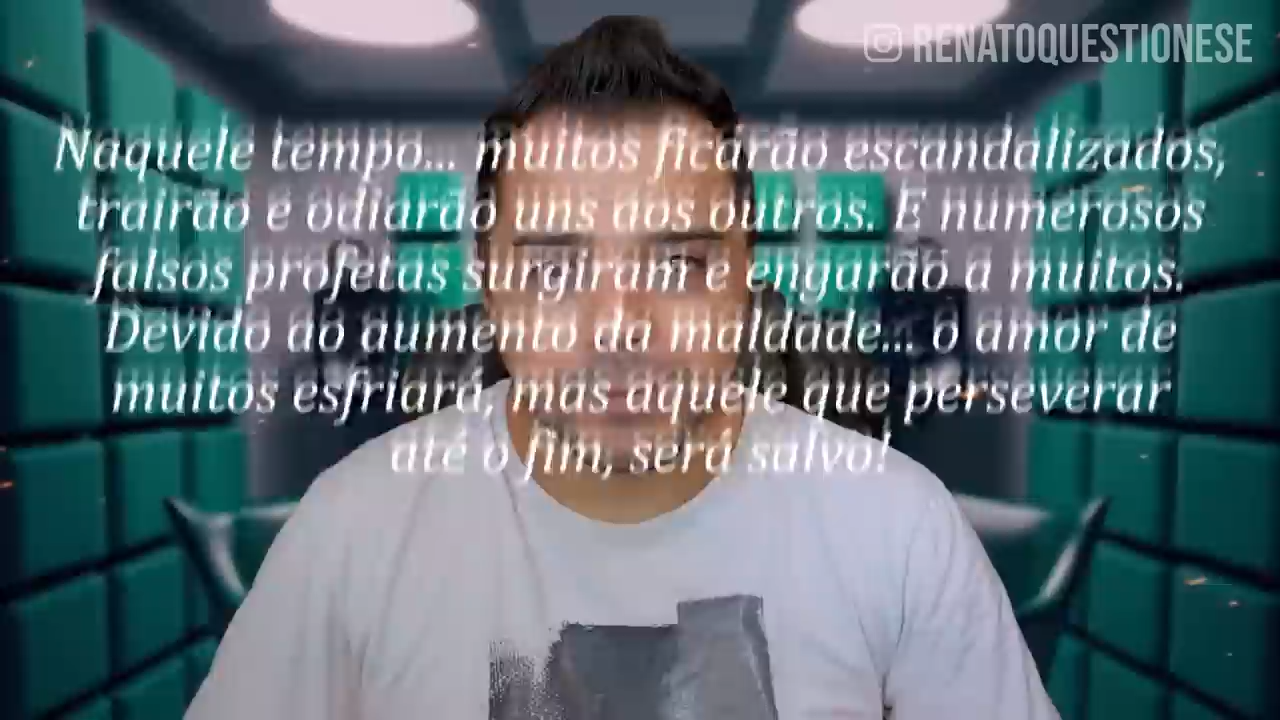 RENATOQUESTIONESE
Naquele tempo... muitos ficarão escandalizados,
trairão e odiarão uns aos outros. E numerosos
falsos profetas surgiram e engarão a muitos.
Devido ao aumento da maldade... o amor de
muitos esfriará, mas aquele que perseverar
até o fim, será salvo!